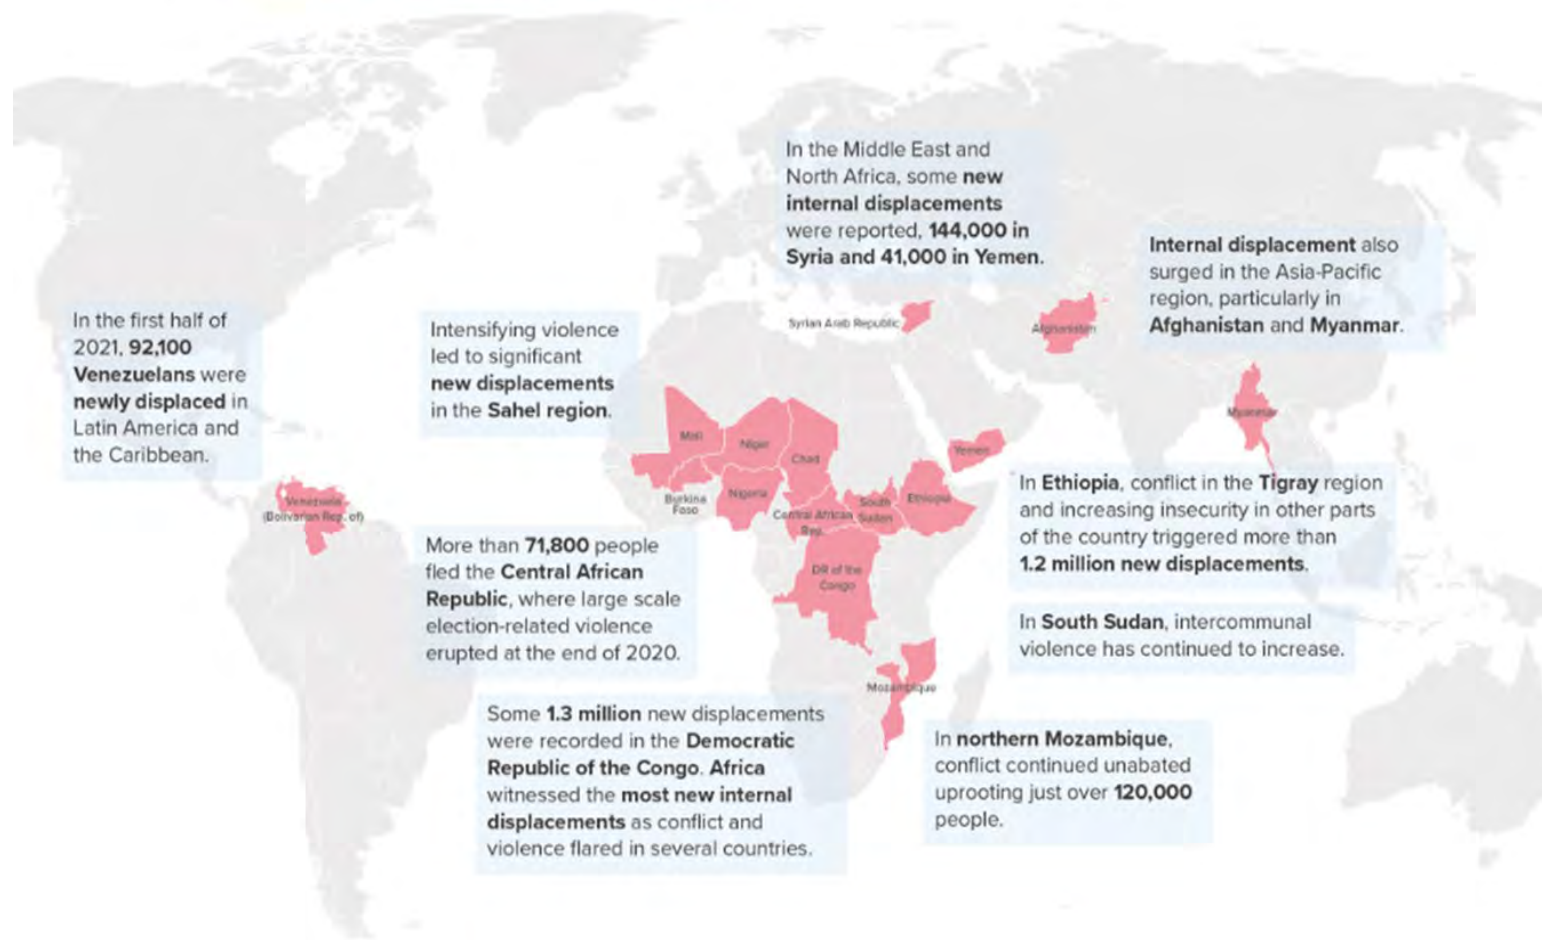 In the Middle East and
North Africa, some new
internal displacements
were reported, 144,000 in
Syria and 41,000 in Yemen.
Internal displacement also
surged in the Asia-Pacific
region, particularly in
Afghanistan and Myanmar.
In the first half of
2021, 92,100
Venezuelans were
newly displaced in
Latin America and
the Caribbean.
Intensifying violence
led to significant
new displacements
in the Sahel region.
Syrian Arab Republic
Afghanistan
Myanmar
Mali
Niger
Chad
Yemen
Burkina
Faso
Nigeria
Central African
Rep.
South
Sudan
Ethiopia
Venezuela
(Bolivarian Rep. of)
In Ethiopia, conflict in the Tigray region
and increasing insecurity in other parts
of the country triggered more than
1.2 million new displacements.
More than 71,800 people
fled the Central African
Republic, where large scale
election-related violence
erupted at the end of 2020.
DR of the
Congo
In South Sudan, intercommunal
violence has continued to increase.
Mozambique
Some 1.3 million new displacements
were recorded in the Democratic
Republic of the Congo. Africa
witnessed the most new internal
displacements as conflict and
violence flared in several countries.
In northern Mozambique,
conflict continued unabated
uprooting just over 120,000
people.